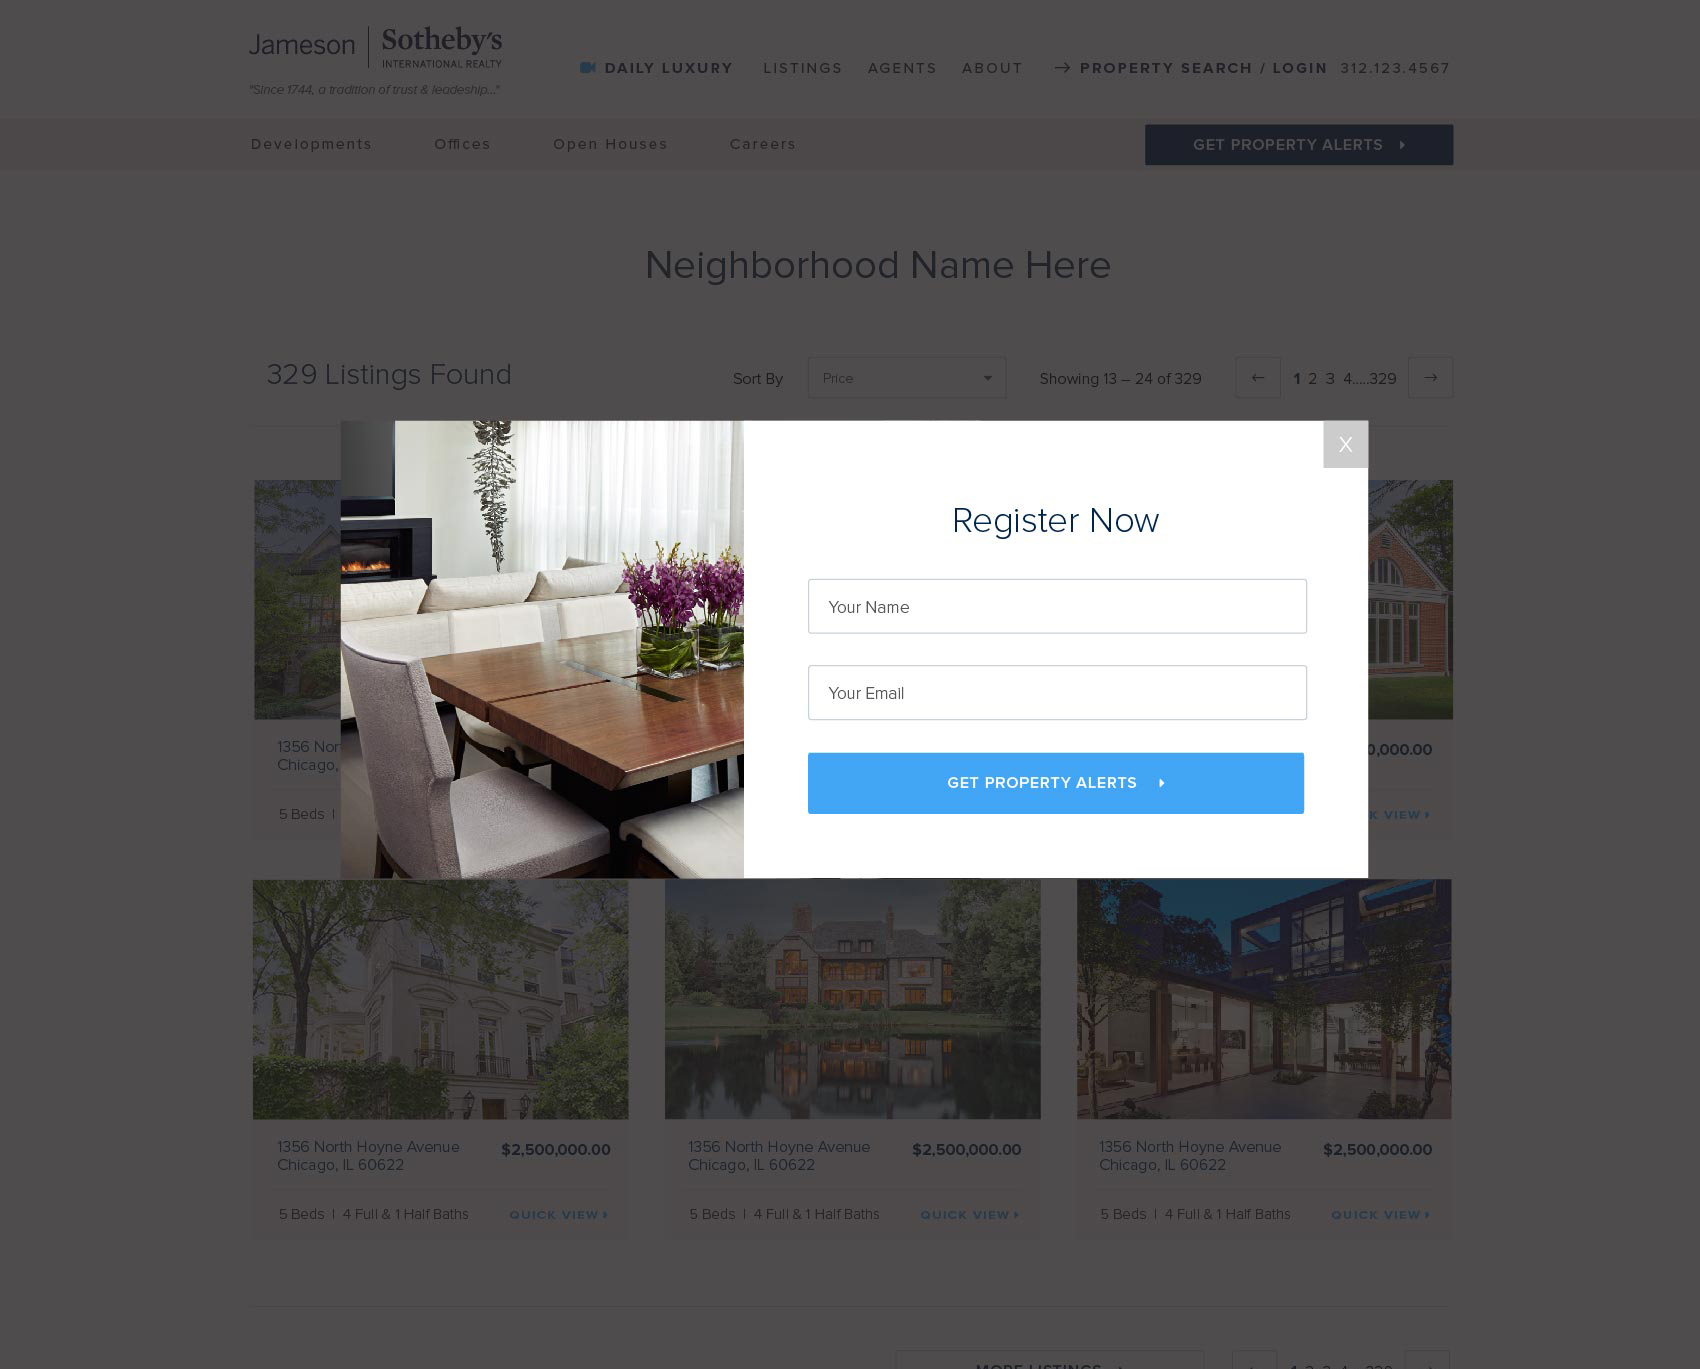 Jameson
Sotheby's
INTERNATIONAL REALTY
"Since 1744, a tradition of trust & leadeship..."
DAILY LUXURY LISTINGS AGENTS ABOUT → PROPERTY SEARCH / LOGIN 312.123.4567
Developments Offices Open Houses Careers GET PROPERTY ALERTS
Neighborhood Name Here
329 Listings Found Sort By Price Showing 13 – 24 of 329 ← 1 2 3 4.....329 →
X
Register Now
Your Name
Your Email
GET PROPERTY ALERTS
1356 Nor
Chicago,
5 Beds |
0,000.00
K VIEW
1356 North Hoyne Avenue $2,500,000.00
Chicago, IL 60622
5 Beds | 4 Full & 1 Half Baths QUICK VIEW
1356 North Hoyne Avenue $2,500,000.00
Chicago, IL 60622
5 Beds | 4 Full & 1 Half Baths QUICK VIEW
1356 North Hoyne Avenue $2,500,000.00
Chicago, IL 60622
5 Beds | 4 Full & 1 Half Baths QUICK VIEW
MORE LISTINGS